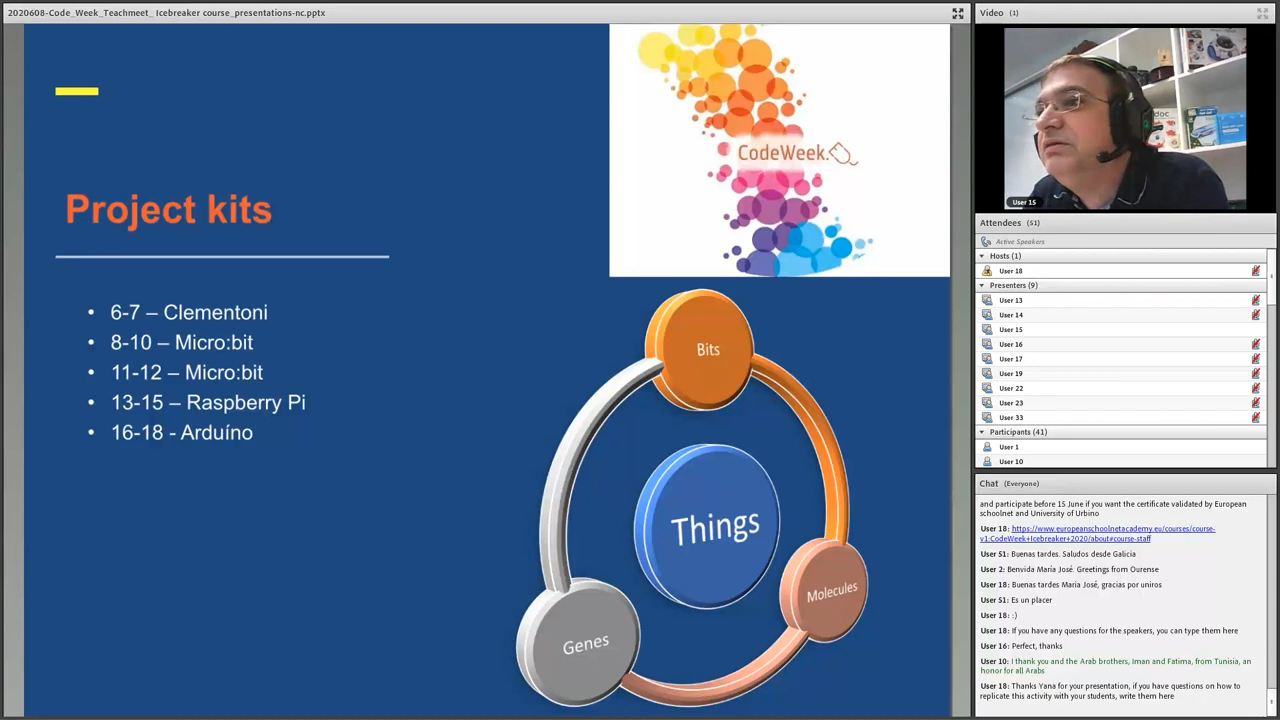 2020608-Code_Week_Teachmeet_ Icebreaker course_presentations-nc.pptx
CodeWeek.
Project kits
• 6-7 – Clementoni
• 8-10 – Micro:bit
• 11-12 – Micro:bit
• 13-15 – Raspberry Pi
• 16-18 - Arduíno
Bits
Things
Molecules
Genes
Video (1)
doc
User 15
Attendees (51)
Active Speakers
Hosts (1)
User 18
Presenters (9)
User 13
User 14
User 15
User 16
User 17
User 19
User 22
User 23
User 33
Participants (41)
User 1
User 10
Chat (Everyone)
and participate before 15 June if you want the certificate validated by European
schoolnet and University of Urbino
User 18: https://www.europeanschoolnetacademy.eu/courses/course-
v1:CodeWeek+Icebreaker+2020/about#course-staff
User 51: Buenas tardes. Saludos desde Galicia
User 2: Benvida María José. Greetings from Ourense
User 18: Buenas tardes Maria José, gracias por uniros
User 51: Es un placer
User 18: :)
User 18: If you have any questions for the speakers, you can type them here
User 16: Perfect, thanks
User 10: I thank you and the Arab brothers, Iman and Fatima, from Tunisia, an
honor for all Arabs
User 18: Thanks Yana for your presentation, if you have questions on how to
replicate this activity with your students, write them here